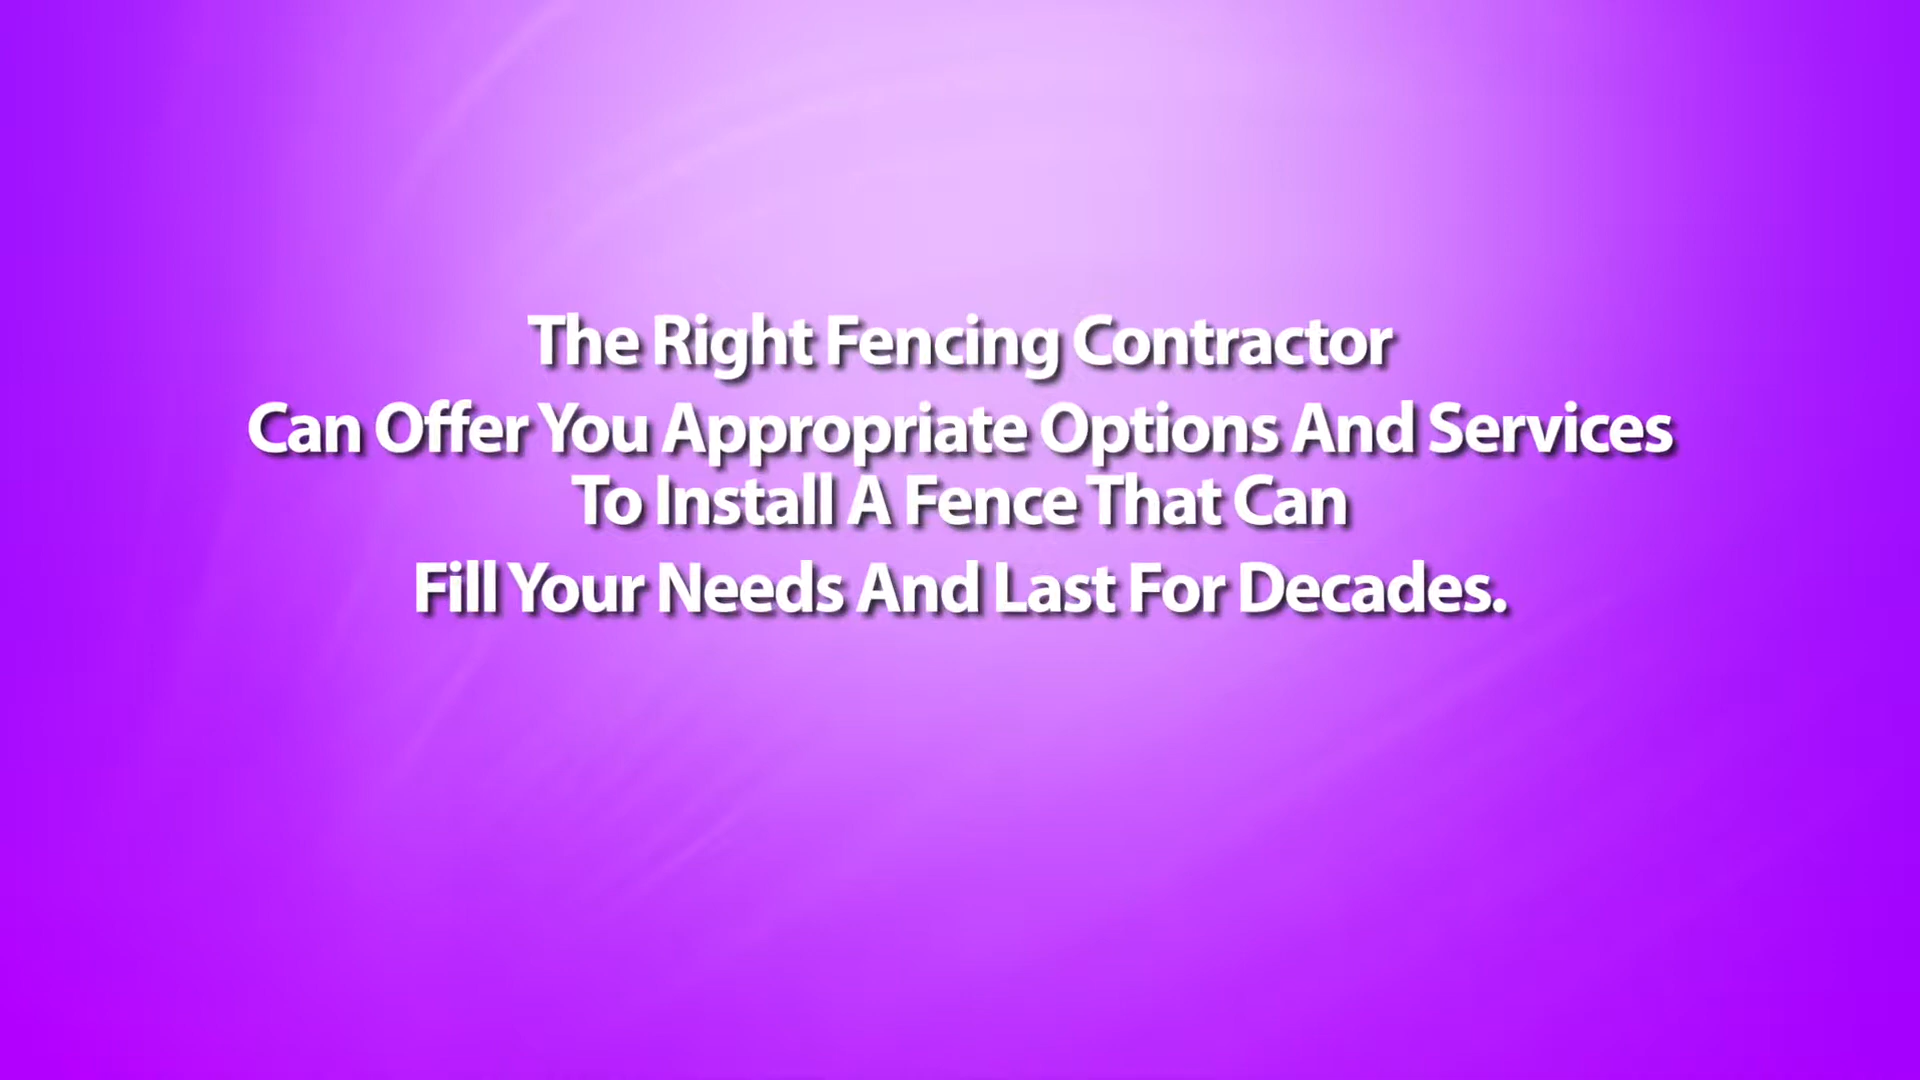 The Right Fencing Contractor
Can Offer You Appropriate Options And Services
To Install A Fence That Can
Fill Your Needs And Last For Decades.